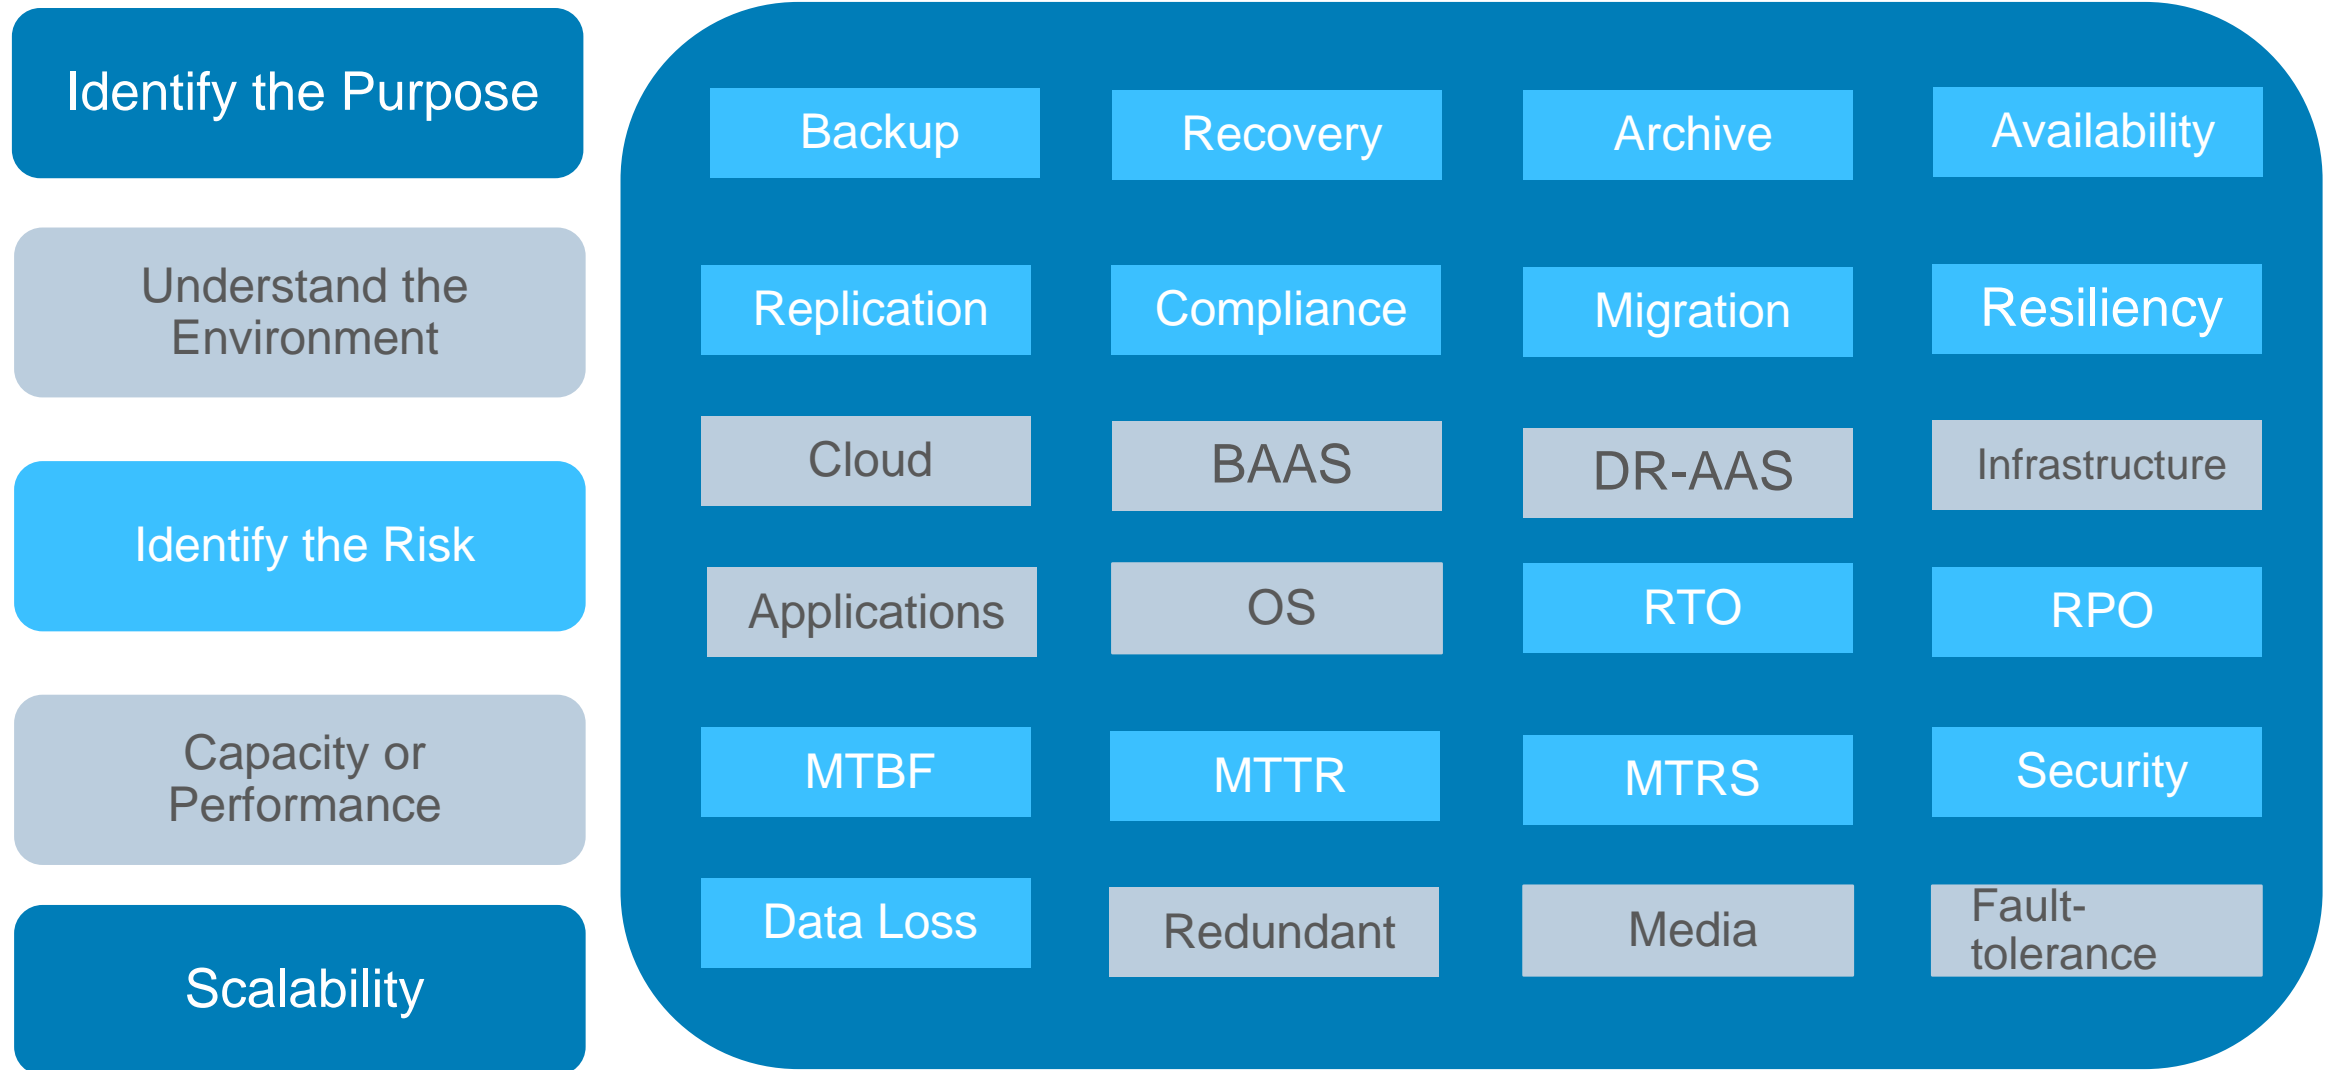 Identify the Purpose
Understand the
Environment
Identify the Risk
Capacity or
Performance
Scalability
Backup
Recovery
Archive
Availability
Replication
Compliance
Migration
Resiliency
Cloud
BAAS
DR-AAS
Infrastructure
Applications
OS
RTO
RPO
MTBF
MTTR
MTRS
Security
Data Loss
Redundant
Media
Fault-
tolerance